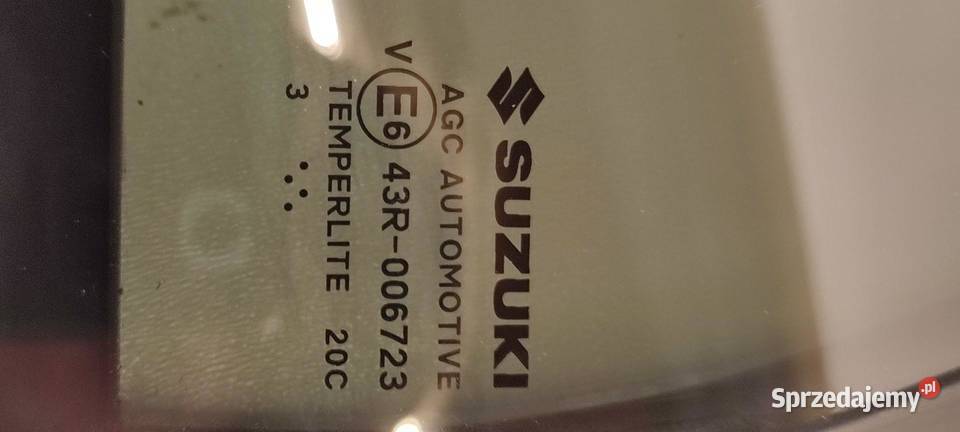 SUZUKI
AGC AUTOMOTIVE
V E6 43R-006723
TEMPERLITE 20C
3
Sprzedajemy.pl